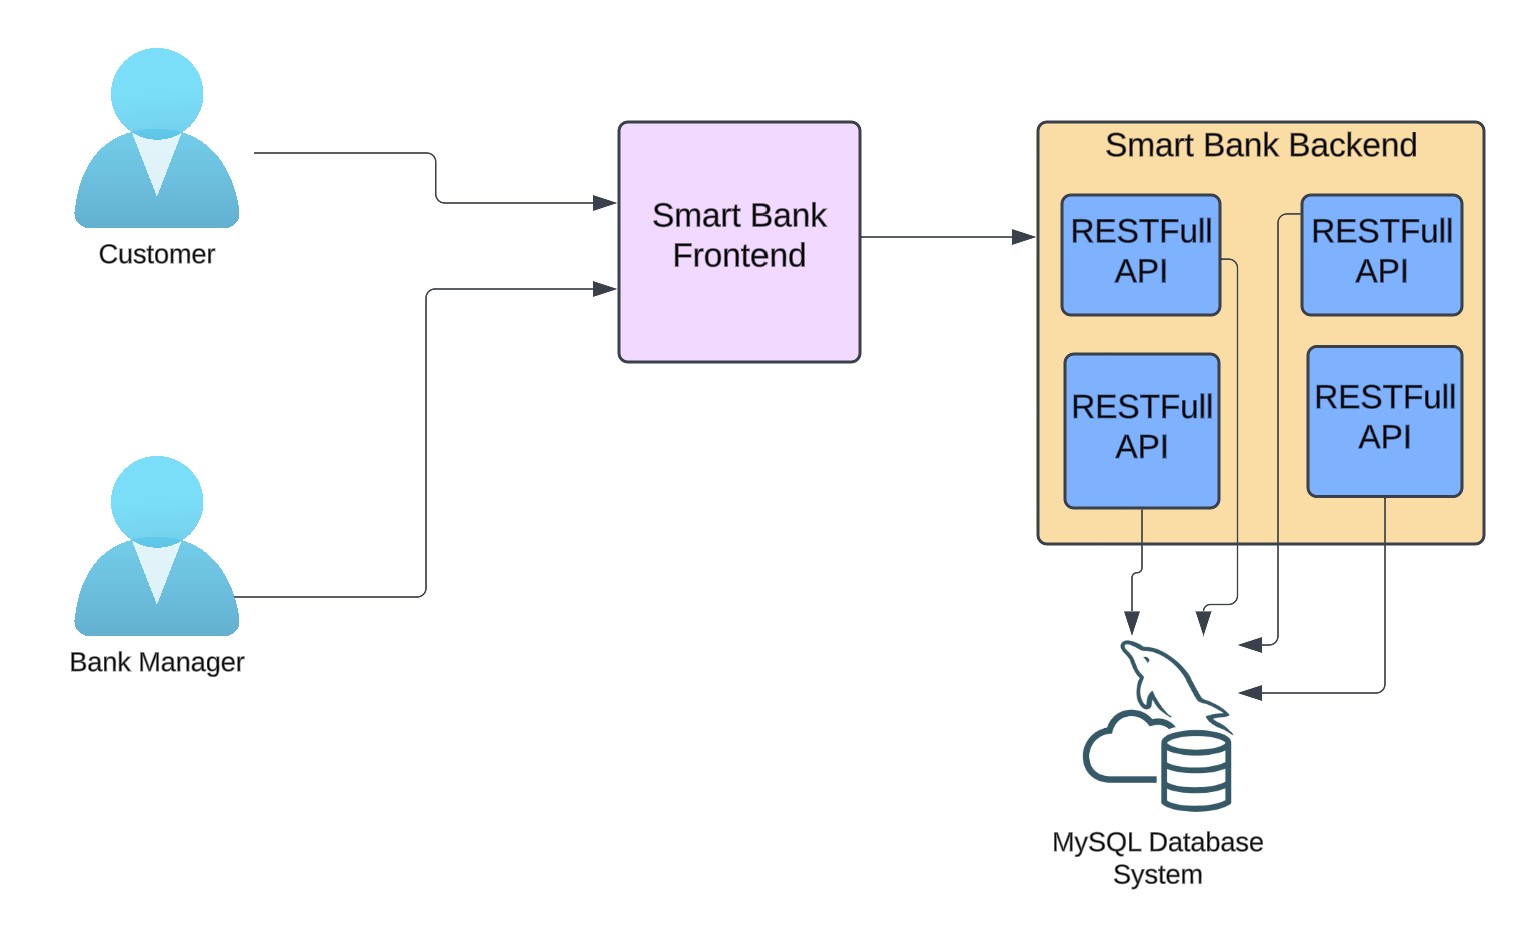 Customer
Bank Manager
Smart Bank
Frontend
Smart Bank Backend
RESTFull
API
RESTFull
API
RESTFull
API
RESTFull
API
MySQL Database
System